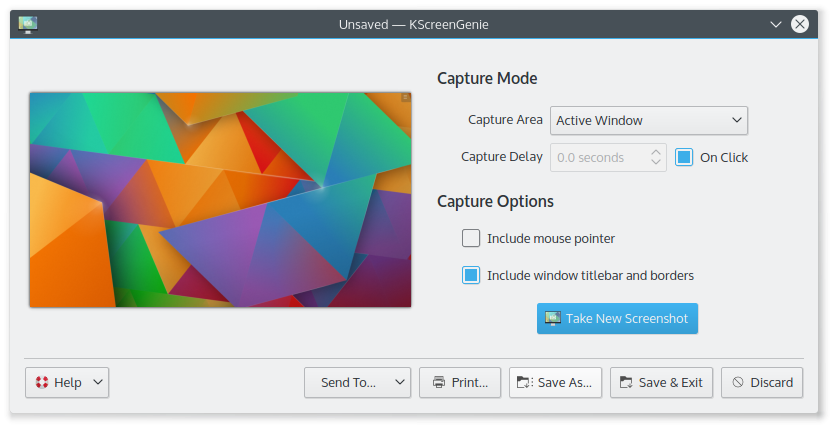 Unsaved — KScreenGenie
Capture Mode
Capture Area Active Window
Capture Delay 0.0 seconds On Click
Capture Options
Include mouse pointer
Include window titlebar and borders
Take New Screenshot
Help Send To... Print... Save As... Save & Exit Discard